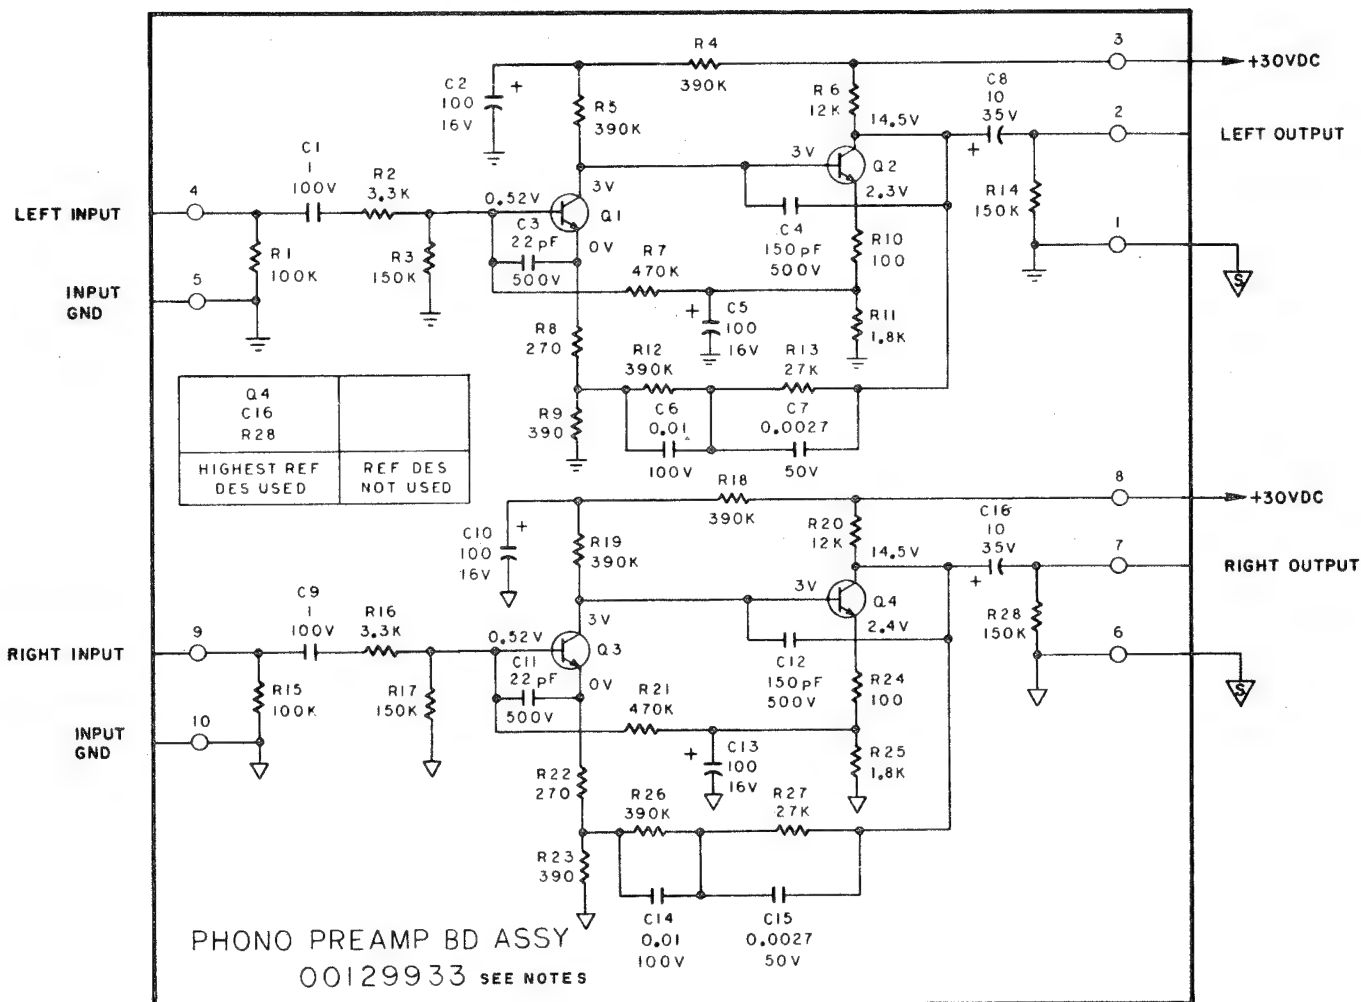 R4
390K
3
+30VDC
C2
100
16V
+
R5
390K
R6
12K
14.5V
C8
10
35V
+
2
LEFT OUTPUT
3V
Q2
2.3V
C1
1
100V
R2
3.3K
4
LEFT INPUT
0.52V
3V
Q1
0V
C3
22pF
500V
R1
100K
R3
150K
R7
470K
C4
150pF
500V
R10
100
R14
150K
1
S
5
INPUT
GND
+
C5
100
16V
R11
1.8K
R8
270
R12
390K
R13
27K
C6
0.01
100V
C7
0.0027
50V
R9
390
Q4
C16
R28
HIGHEST REF
DES USED
REF DES
NOT USED
R18
390K
8
+30VDC
C10
100
16V
+
R19
390K
R20
12K
14.5V
C16
10
35V
+
7
RIGHT OUTPUT
3V
Q4
2.4V
C9
1
100V
R16
3.3K
9
RIGHT INPUT
0.52V
3V
Q3
0V
C11
22pF
500V
R15
100K
R17
150K
R21
470K
C12
150pF
500V
R24
100
R28
150K
6
S
10
INPUT
GND
+
C13
100
16V
R25
1.8K
R22
270
R26
390K
R27
27K
R23
390
C14
0.01
100V
C15
0.0027
50V
PHONO PREAMP BD ASSY
00129933 SEE NOTES